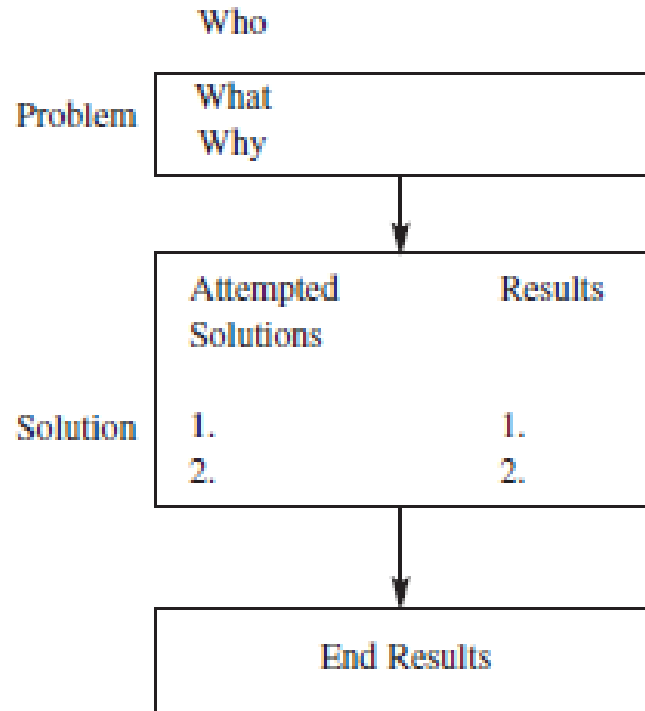 Who
Problem
What
Why
Attempted Results
Solutions
Solution
1. 1.
2. 2.
End Results